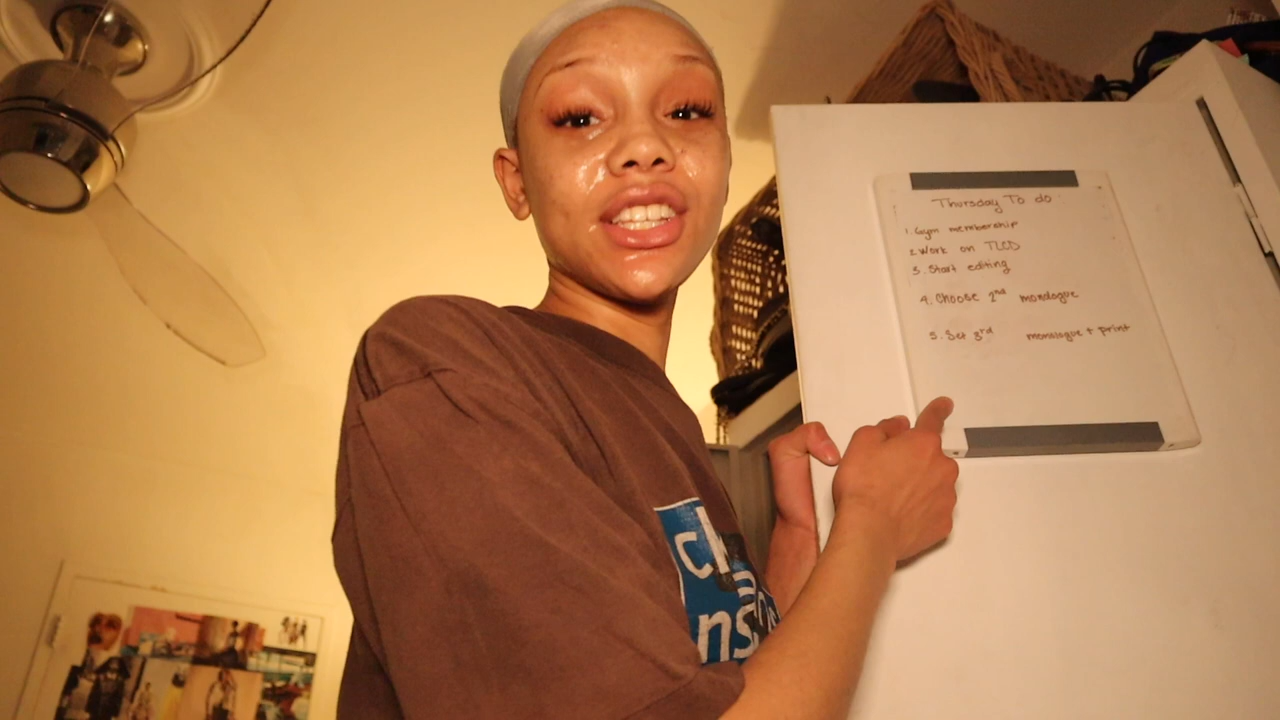 Thursday To do
1. Gym membership
2. Work on TLCD
3. Start editing
4. Choose 2nd monologue
5. Set 3rd monologue + print